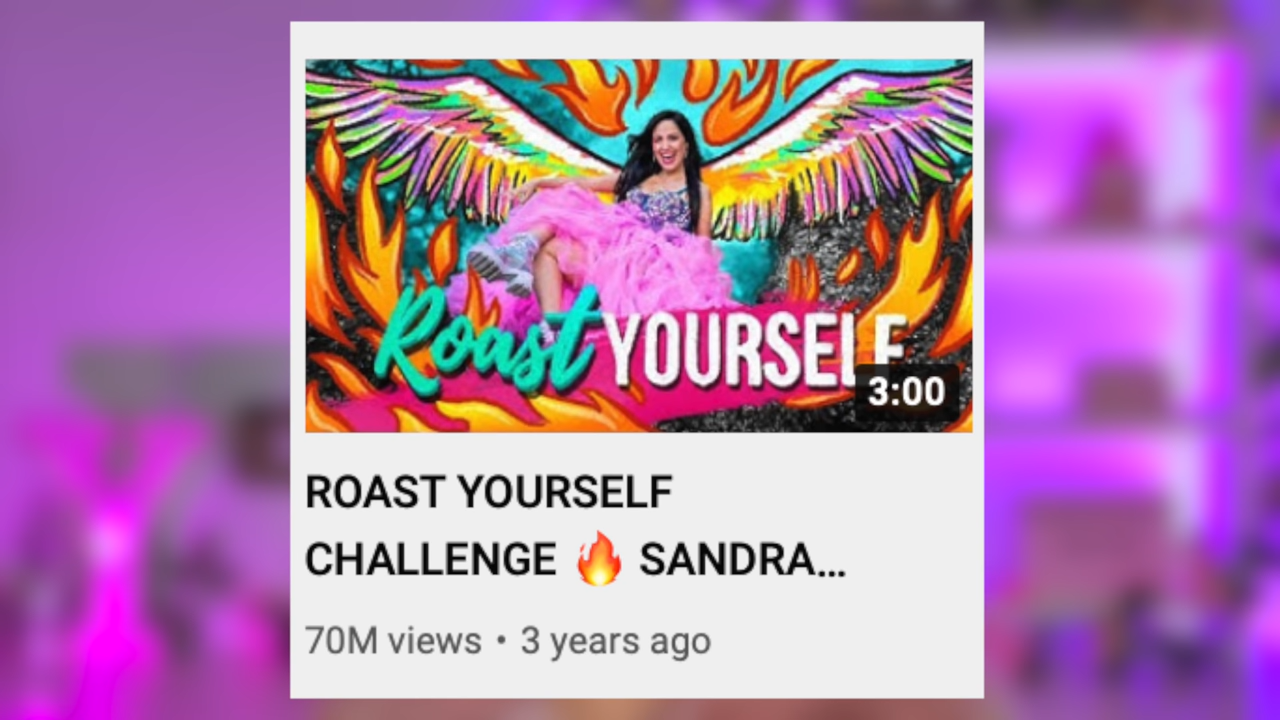 Roast YOURSELF
3:00
ROAST YOURSELF
CHALLENGE 🔥 SANDRA...
70M views • 3 years ago